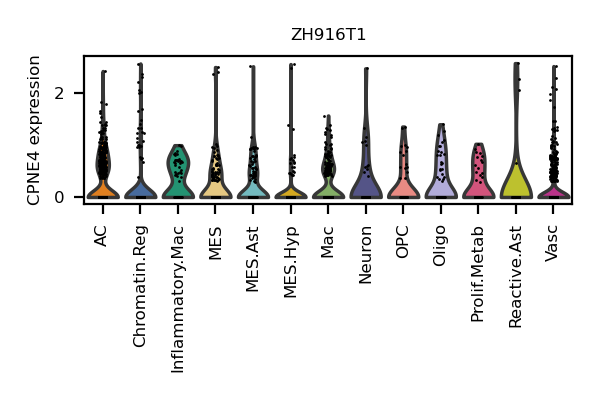 ZH916T1
CPNE4 expression
2
0
AC
Chromatin.Reg
Inflammatory.Mac
MES
MES.Ast
MES.Hyp
Mac
Neuron
OPC
Oligo
Prolif.Metab
Reactive.Ast
Vasc